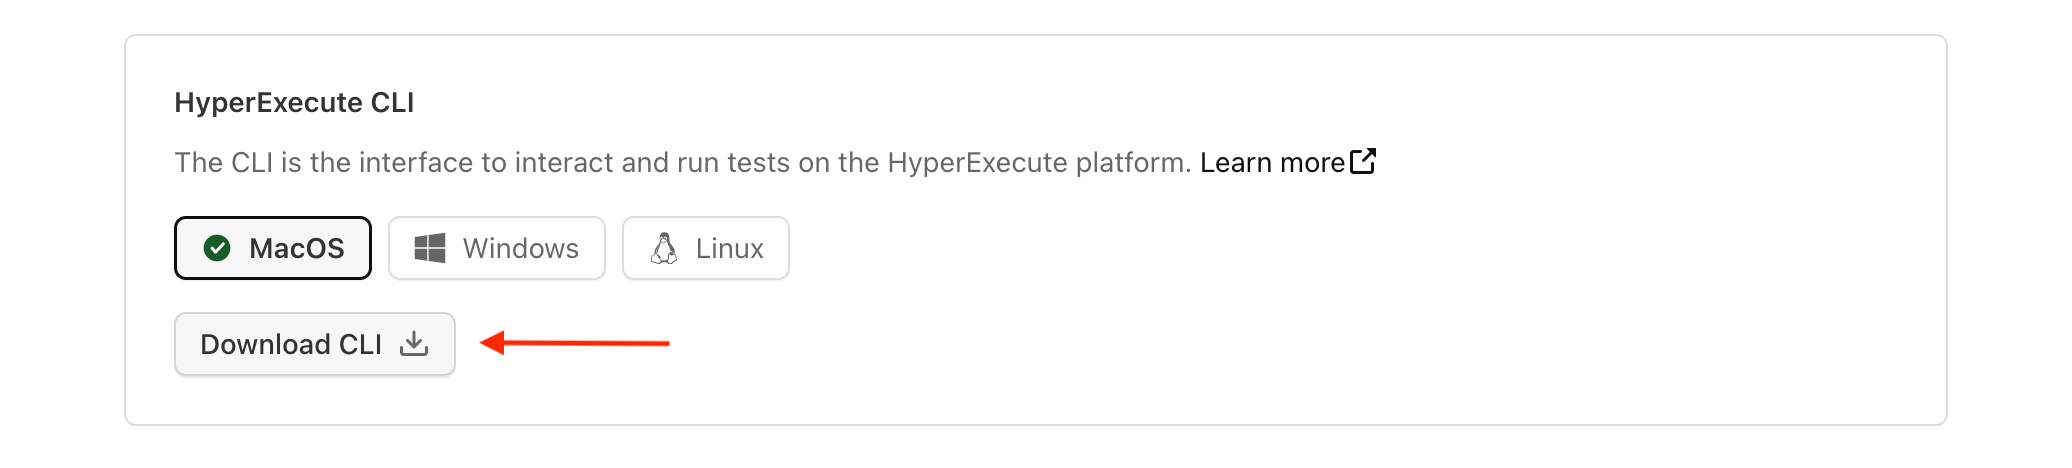 HyperExecute CLI
The CLI is the interface to interact and run tests on the HyperExecute platform. Learn more
MacOS Windows Linux
Download CLI